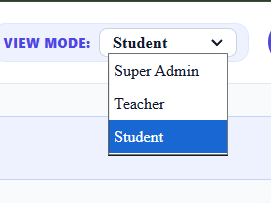 VIEW MODE: Student
Super Admin
Teacher
Student